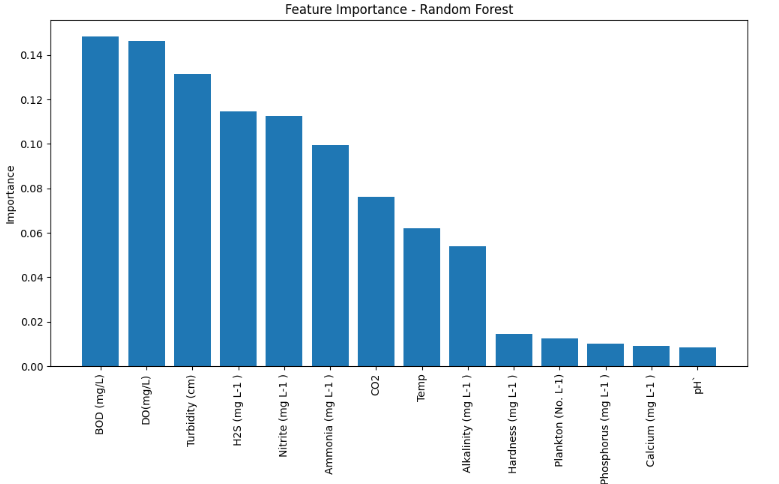 Feature Importance - Random Forest
Importance
0.14
0.12
0.10
0.08
0.06
0.04
0.02
0.00
BOD (mg/L)
DO(mg/L)
Turbidity (cm)
H2S (mg L-1 )
Nitrite (mg L-1 )
Ammonia (mg L-1 )
CO2
Temp
Alkalinity (mg L-1 )
Hardness (mg L-1 )
Plankton (No. L-1)
Phosphorus (mg L-1 )
Calcium (mg L-1 )
pH`